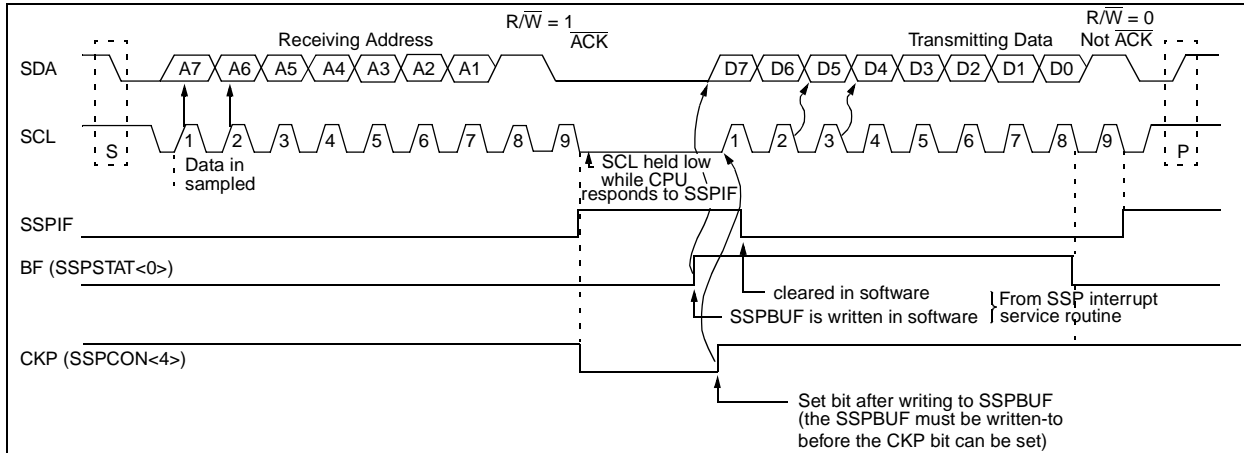 R/W = 1
ACK
R/W = 0
Not ACK
Receiving Address
Transmitting Data
SDA
A7 A6 A5 A4 A3 A2 A1
D7 D6 D5 D4 D3 D2 D1 D0
SCL
S
1 2 3 4 5 6 7 8 9
1 2 3 4 5 6 7 8 9
P
Data in
sampled
SCL held low
while CPU
responds to SSPIF
SSPIF
BF (SSPSTAT<0>)
cleared in software
SSPBUF is written in software
From SSP interrupt
service routine
CKP (SSPCON<4>)
Set bit after writing to SSPBUF
(the SSPBUF must be written-to
before the CKP bit can be set)